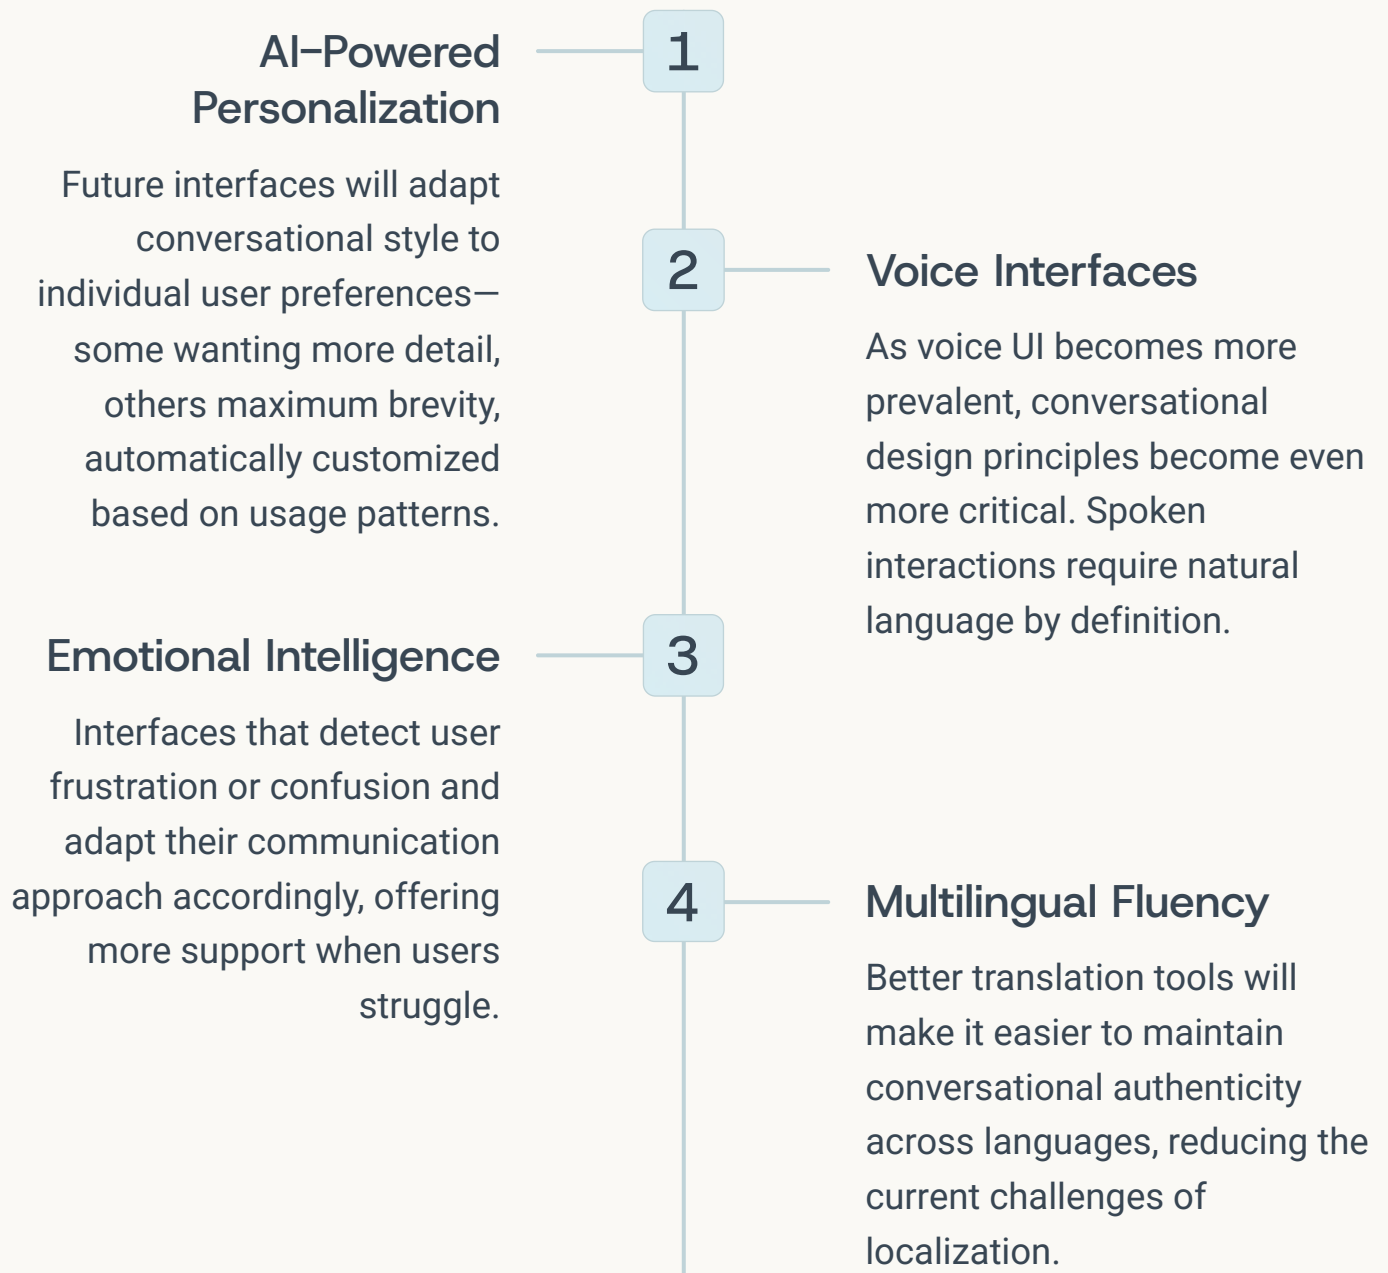 1
AI–Powered
Personalization
Future interfaces will adapt
conversational style to
individual user preferences—
some wanting more detail,
others maximum brevity,
automatically customized
based on usage patterns.
2
Voice Interfaces
As voice UI becomes more
prevalent, conversational
design principles become even
more critical. Spoken
interactions require natural
language by definition.
3
Emotional Intelligence
Interfaces that detect user
frustration or confusion and
adapt their communication
approach accordingly, offering
more support when users
struggle.
4
Multilingual Fluency
Better translation tools will
make it easier to maintain
conversational authenticity
across languages, reducing the
current challenges of
localization.